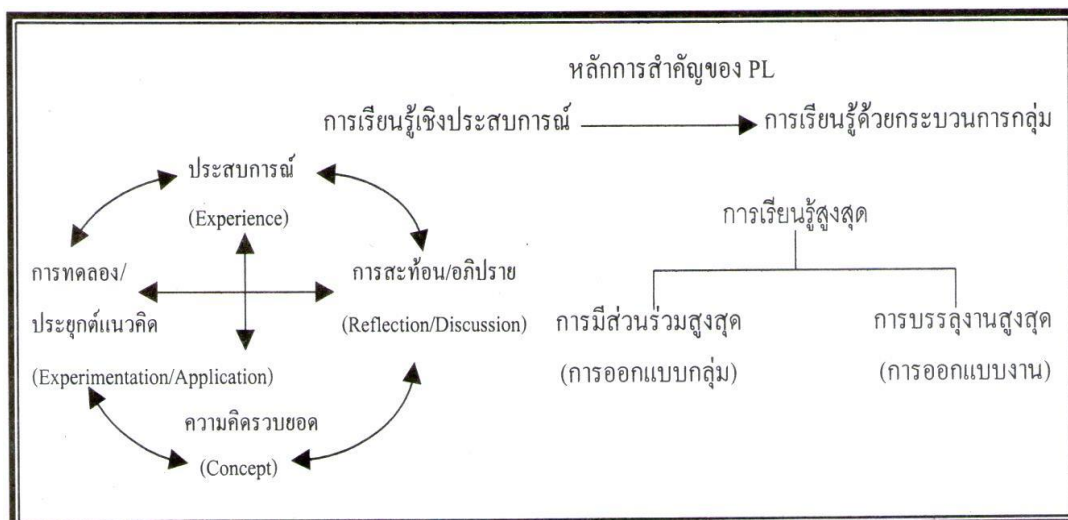 หลักการสำคัญของ PL
การเรียนรู้เชิงประสบการณ์
การเรียนรู้ด้วยกระบวนการกลุ่ม
ประสบการณ์
(Experience)
การทดลอง/
ประยุกต์แนวคิด
(Experimentation/Application)
การสะท้อน/อภิปราย
(Reflection/Discussion)
ความคิดรวบยอด
(Concept)
การเรียนรู้สูงสุด
การมีส่วนร่วมสูงสุด
(การออกแบบกลุ่ม)
การบรรลุงานสูงสุด
(การออกแบบงาน)